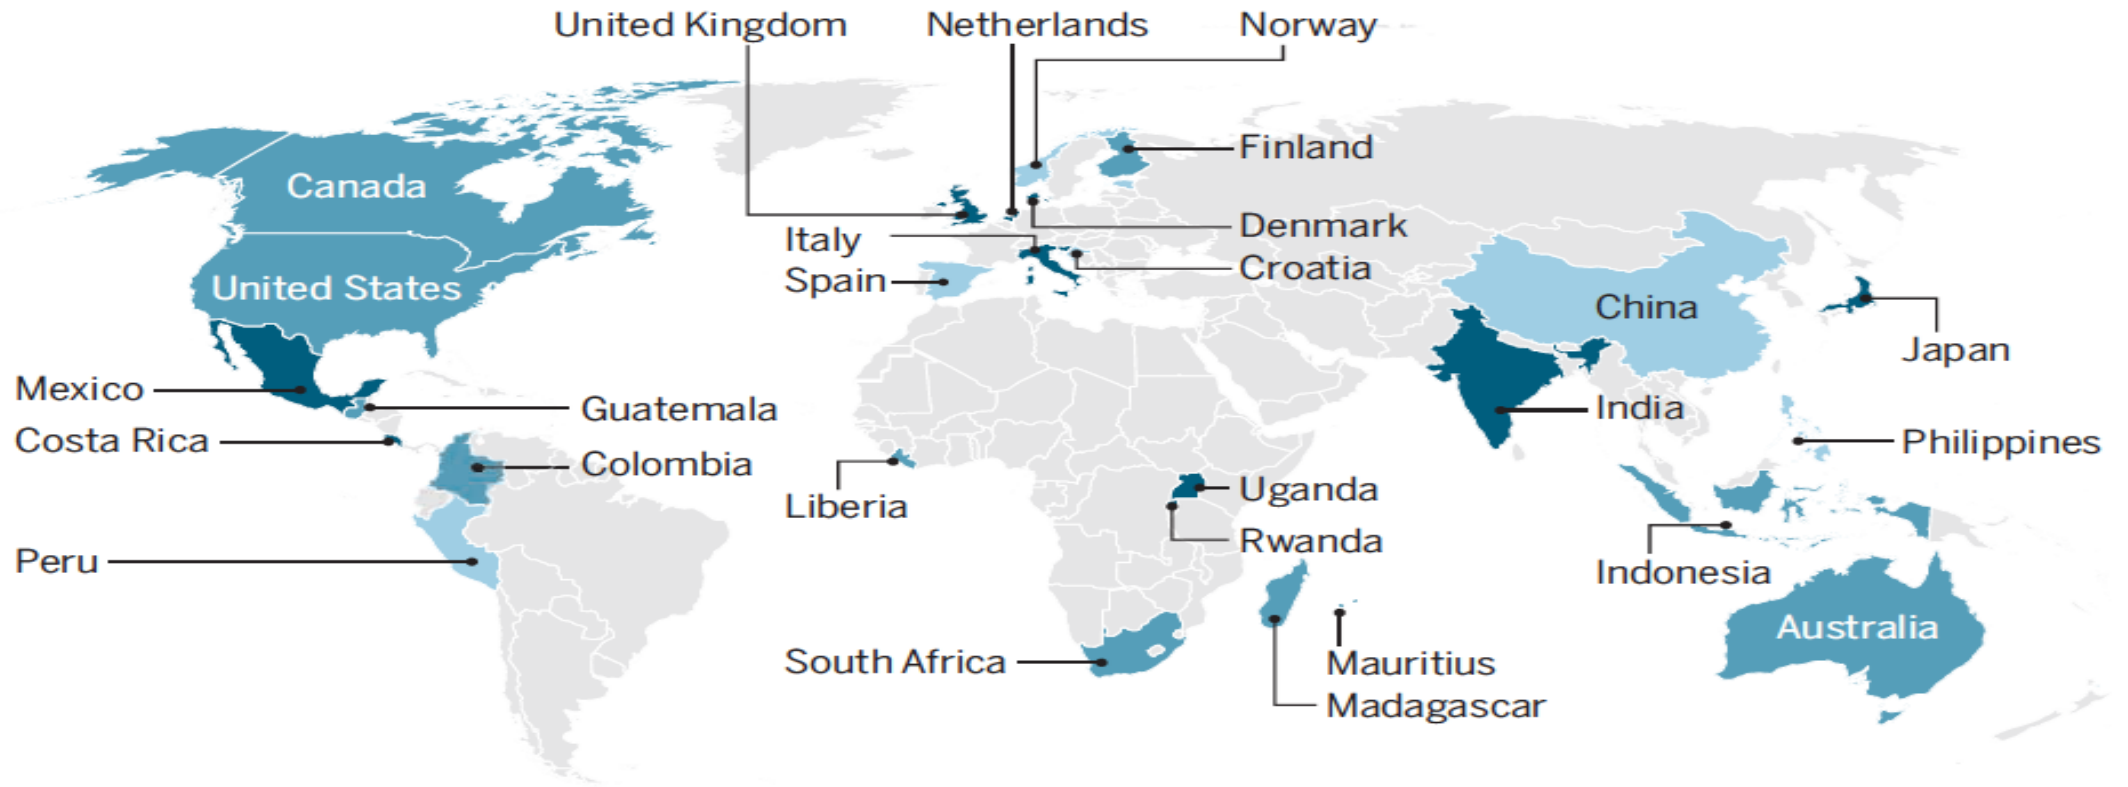 United Kingdom
Netherlands
Norway
Finland
Canada
Denmark
Italy
Croatia
Spain
United States
China
Japan
Mexico
Guatemala
India
Costa Rica
Philippines
Colombia
Uganda
Liberia
Rwanda
Peru
Indonesia
Australia
South Africa
Mauritius
Madagascar